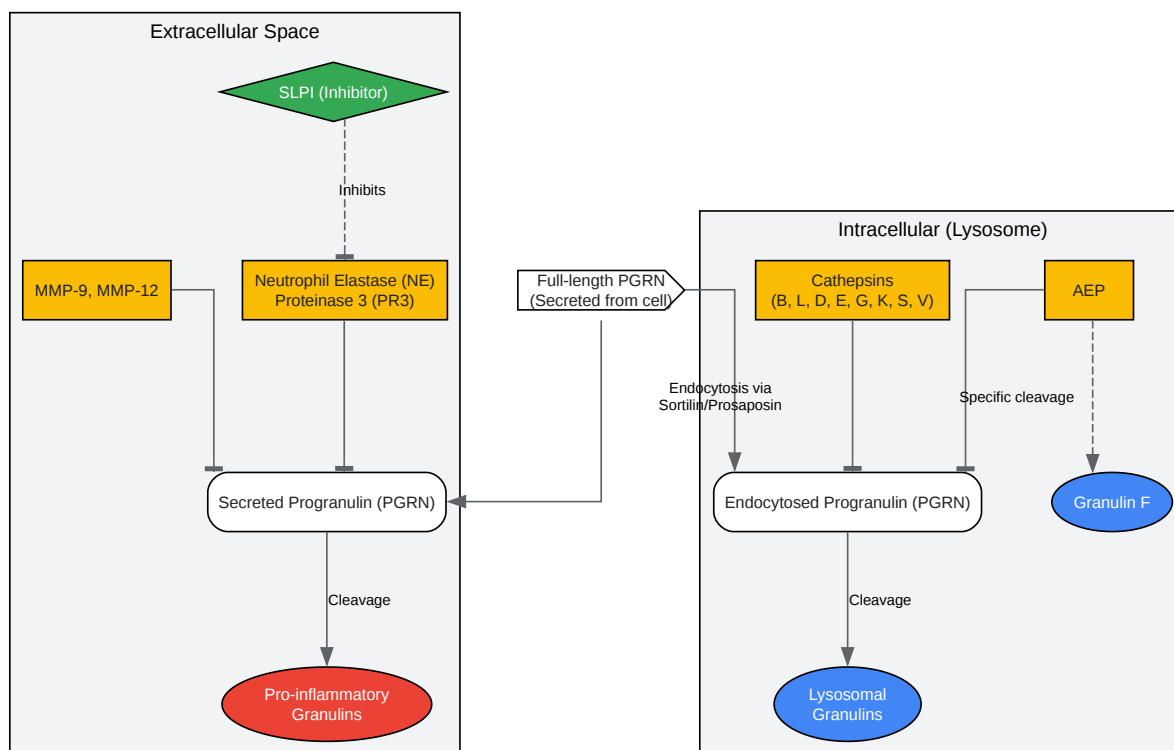 Extracellular Space
SLPI (Inhibitor)
Inhibits
MMP-9, MMP-12
Neutrophil Elastase (NE)
Proteinase 3 (PR3)
Secreted Progranulin (PGRN)
Cleavage
Pro-inflammatory
Granulins
Full-length PGRN
(Secreted from cell)
Endocytosis via
Sortilin/Prosaposin
Intracellular (Lysosome)
Cathepsins
(B, L, D, E, G, K, S, V)
AEP
Specific cleavage
Endocytosed Progranulin (PGRN)
Granulin F
Cleavage
Lysosomal
Granulins